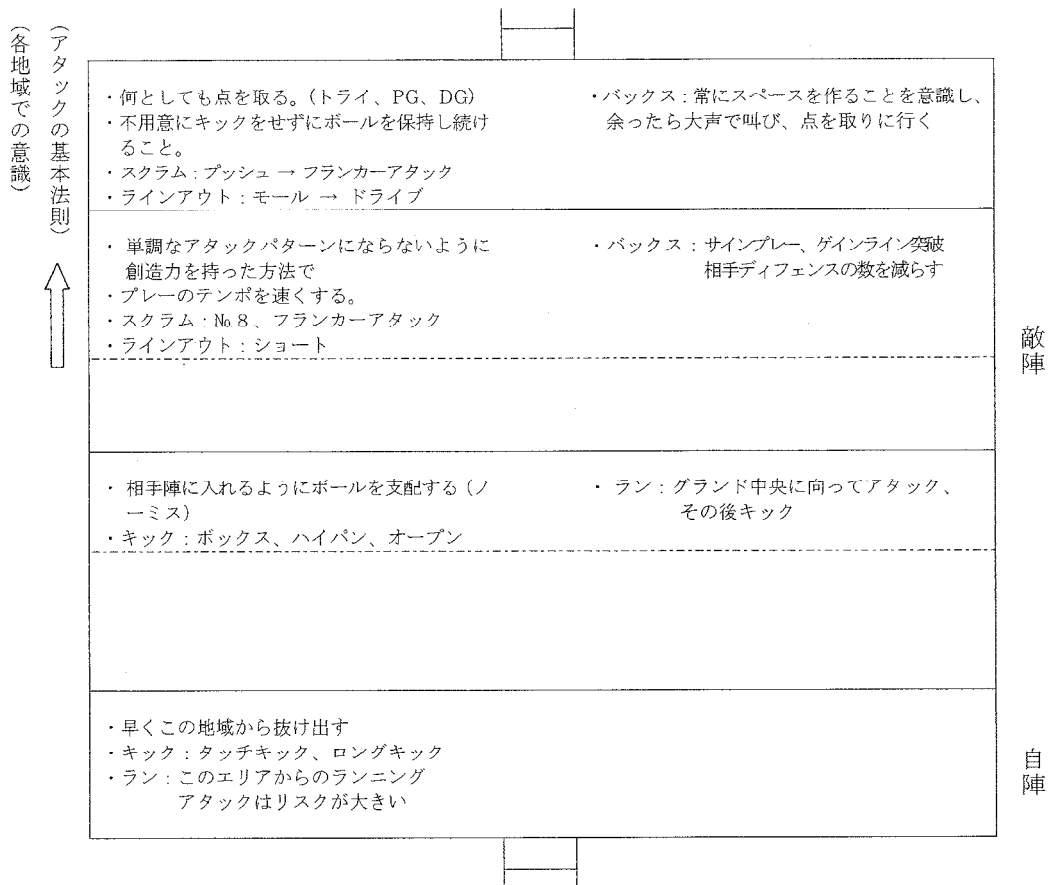 (アタックの基本法則)
(各地域での意識)
・何としても点を取る。(トライ、PG、DG)
・不用意にキックをせずにボールを保持し続け
ること。
・スクラム:プッシュ → フランカーアタック
・ラインアウト:モール → ドライブ
・バックス:常にスペースを作ることを意識し、
余ったら大声で叫び、点を取りに行く
・ 単調なアタックパターンにならないように
創造力を持った方法で
・プレーのテンポを速くする。
・スクラム:№8、フランカーアタック
・ラインアウト:ショート
・バックス:サインプレー、ゲインライン突破
相手ディフェンスの数を減らす
敵陣
・ 相手陣に入れるようにボールを支配する(ノ
ーミス)
・キック:ボックス、ハイパン、オープン
・ ラン:グランド中央に向ってアタック、
その後キック
・早くこの地域から抜け出す
・キック:タッチキック、ロングキック
・ラン:このエリアからのランニング
アタックはリスクが大きい
自陣